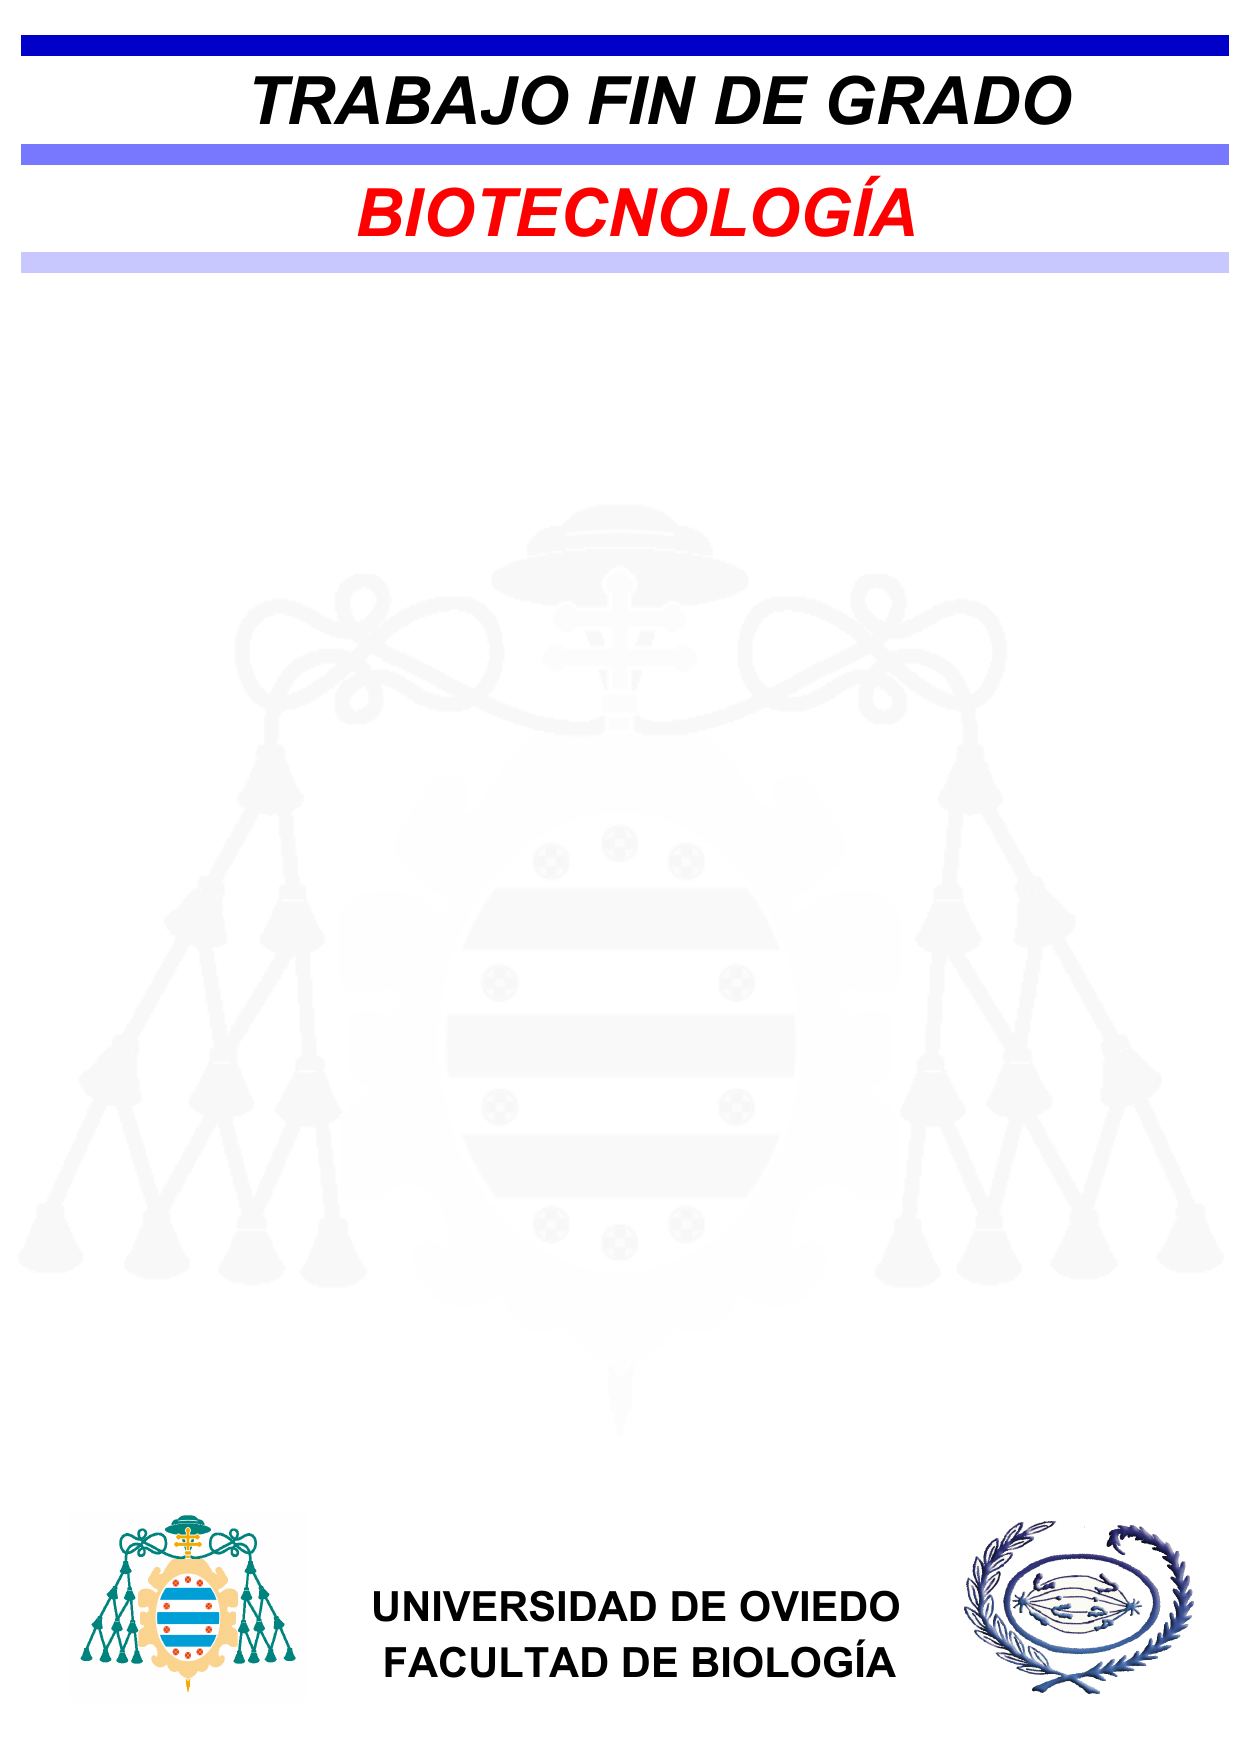 TRABAJO FIN DE GRADO
BIOTECNOLOGÍA
UNIVERSIDAD DE OVIEDO
FACULTAD DE BIOLOGÍA